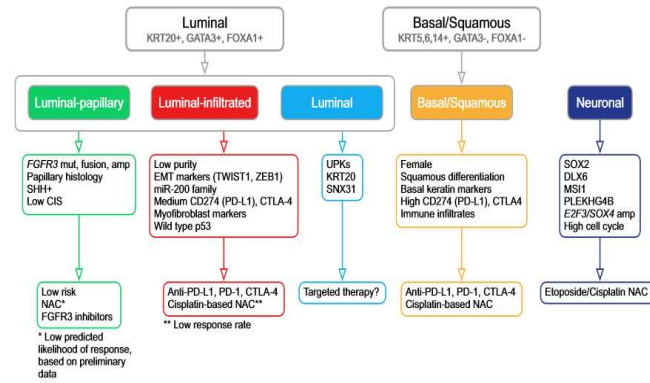 Luminal
KRT20+, GATA3+, FOXA1+
Basal/Squamous
KRT5,6,14+, GATA3-, FOXA1-
Luminal-papillary
Luminal-infiltrated
Luminal
Basal/Squamous
Neuronal
FGFR3 mut, fusion, amp
Papillary histology
SHH+
Low CIS
Low purity
EMT markers (TWIST1, ZEB1)
miR-200 family
Medium CD274 (PD-L1), CTLA-4
Myofibroblast markers
Wild type p53
UPKs
KRT20
SNX31
Female
Squamous differentiation
Basal keratin markers
High CD274 (PD-L1), CTLA4
Immune infiltrates
SOX2
DLX6
MSI1
PLEKHG4B
E2F3/SOX4 amp
High cell cycle
Low risk
NAC*
FGFR3 inhibitors
* Low predicted
likelihood of response,
based on preliminary
data
Anti-PD-L1, PD-1, CTLA-4
Cisplatin-based NAC**
** Low response rate
Targeted therapy?
Anti-PD-L1, PD-1, CTLA-4
Cisplatin-based NAC
Etoposide/Cisplatin NAC